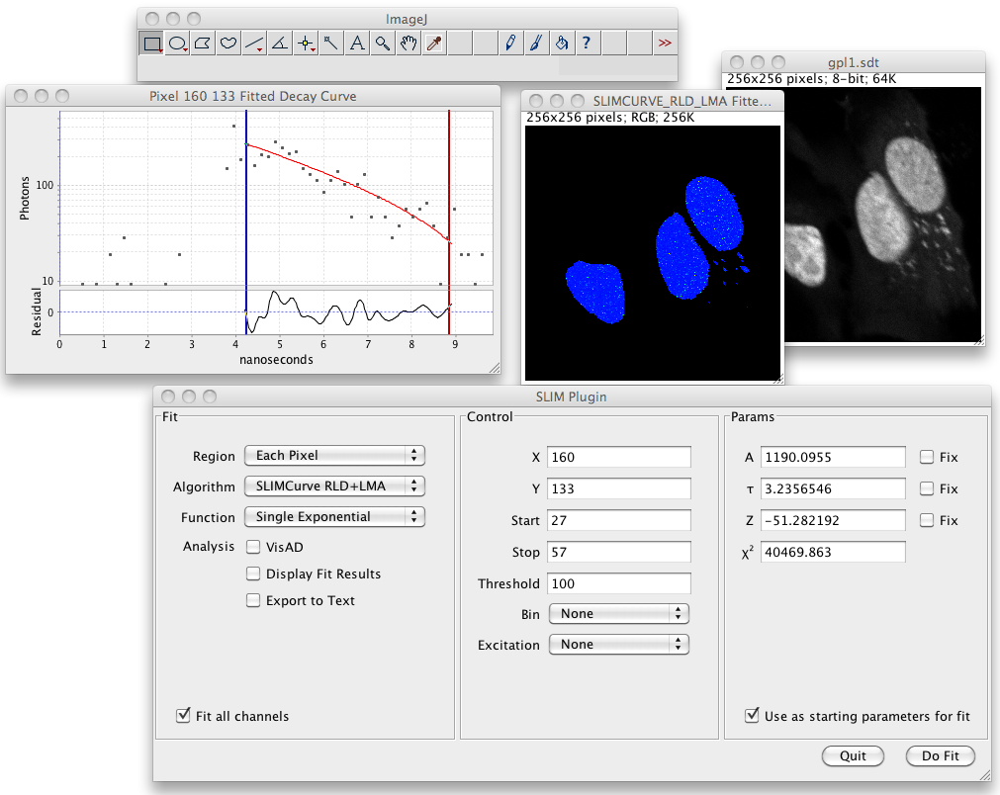 ImageJ
A
?
>>
gpl1.sdt
256x256 pixels; 8-bit; 64K
Pixel 160 133 Fitted Decay Curve
Photons
100
10
Residual
0
0 1 2 3 4 5 6 7 8 9
nanoseconds
SLIMCURVE_RLD_LMA Fitte...
256x256 pixels; RGB; 256K
SLIM Plugin
Fit
Region Each Pixel
Algorithm SLIMCurve RLD+LMA
Function Single Exponential
Analysis VisAD
Display Fit Results
Export to Text
Fit all channels
Control
X 160
Y 133
Start 27
Stop 57
Threshold 100
Bin None
Excitation None
Params
A 1190.0955 Fix
τ 3.2356546 Fix
Z -51.282192 Fix
χ² 40469.863
Use as starting parameters for fit
Quit Do Fit